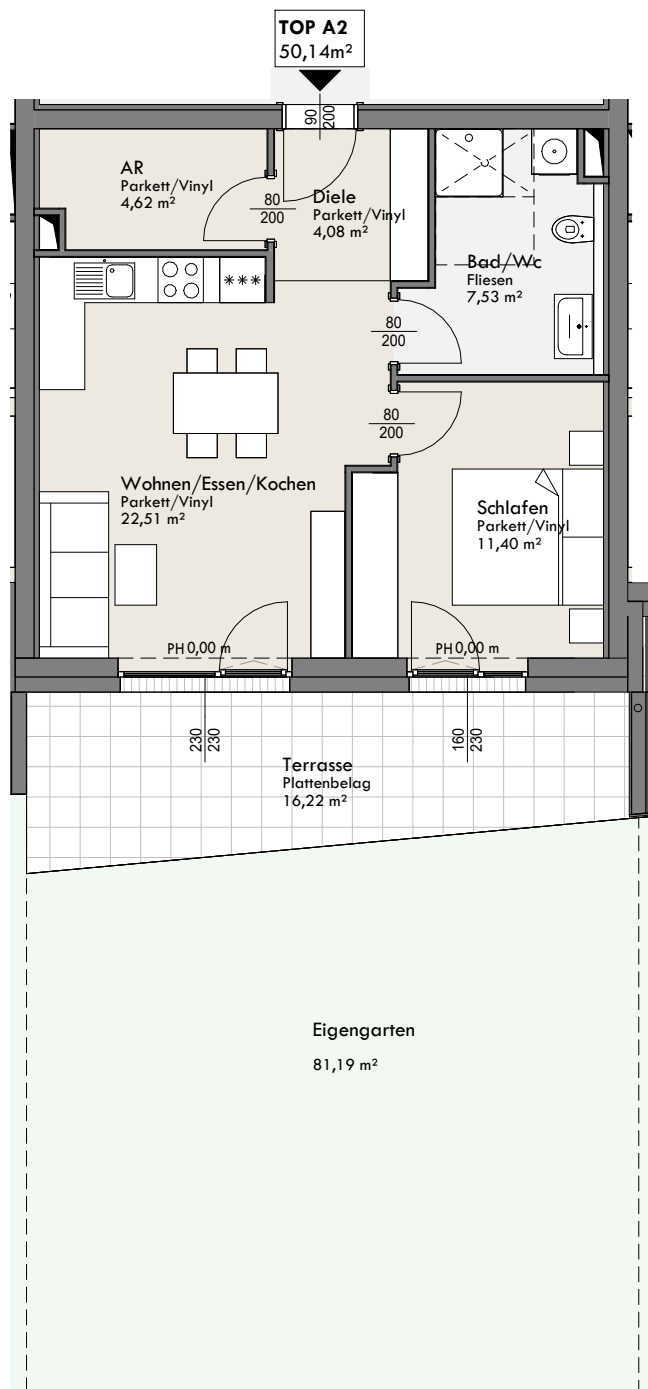 TOP A2
50,14m²
90
200
AR
Parkett/Vinyl
4,62 m²
80
200
Diele
Parkett/Vinyl
4,08 m²
Bad/Wc
Fliesen
7,53 m²
***
80
200
80
200
Wohnen/Essen/Kochen
Parkett/Vinyl
22,51 m²
Schlafen
Parkett/Vinyl
11,40 m²
PH 0,00 m
PH 0,00 m
230
230
160
230
Terrasse
Plattenbelag
16,22 m²
Eigengarten
81,19 m²